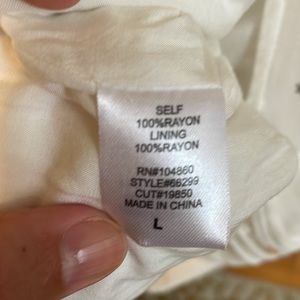 SELF
100%RAYON
LINING
100%RAYON
RN#104860
STYLE#66299
CUT#19850
MADE IN CHINA
L